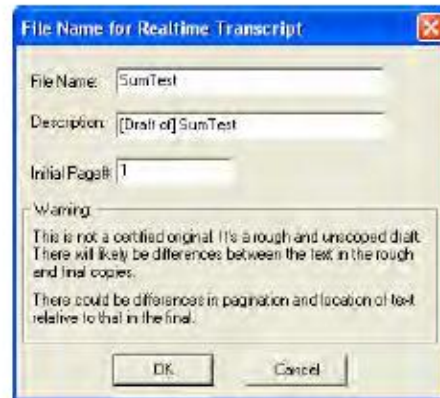 File Name for Realtime Transcript
File Name: SumTest
Description: [Draft of] SumTest
Initial Page#: 1
Warning:
This is not a certified original. It's a rough and unscoped draft.
There will likely be differences between the text in the rough
and final copies.
There could be differences in pagination and location of text
relative to that in the final.
OK Cancel